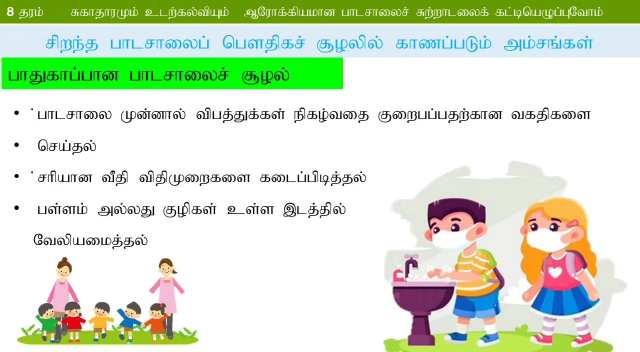 8 தரம் சுகாதாரமும் உடற்கல்வியும் ஆரோக்கியமான பாடசாலைச் சுற்றாடலைக் கட்டியெழுப்புவோம்
சிறந்த பாடசாலைப் பௌதிகச் சூழலில் காணப்படும் அம்சங்கள்
பாதுகாப்பான பாடசாலைச் சூழல்
• பாடசாலை முன்னால் விபத்துக்கள் நிகழ்வதை குறைபப்பதற்கான வகதிகளை
• செய்தல்
• சரியான வீதி விதிமுறைகளை கடைப்பிடித்தல்
• பள்ளம் அல்லது குழிகள் உள்ள இடத்தில்
வேலியமைத்தல்